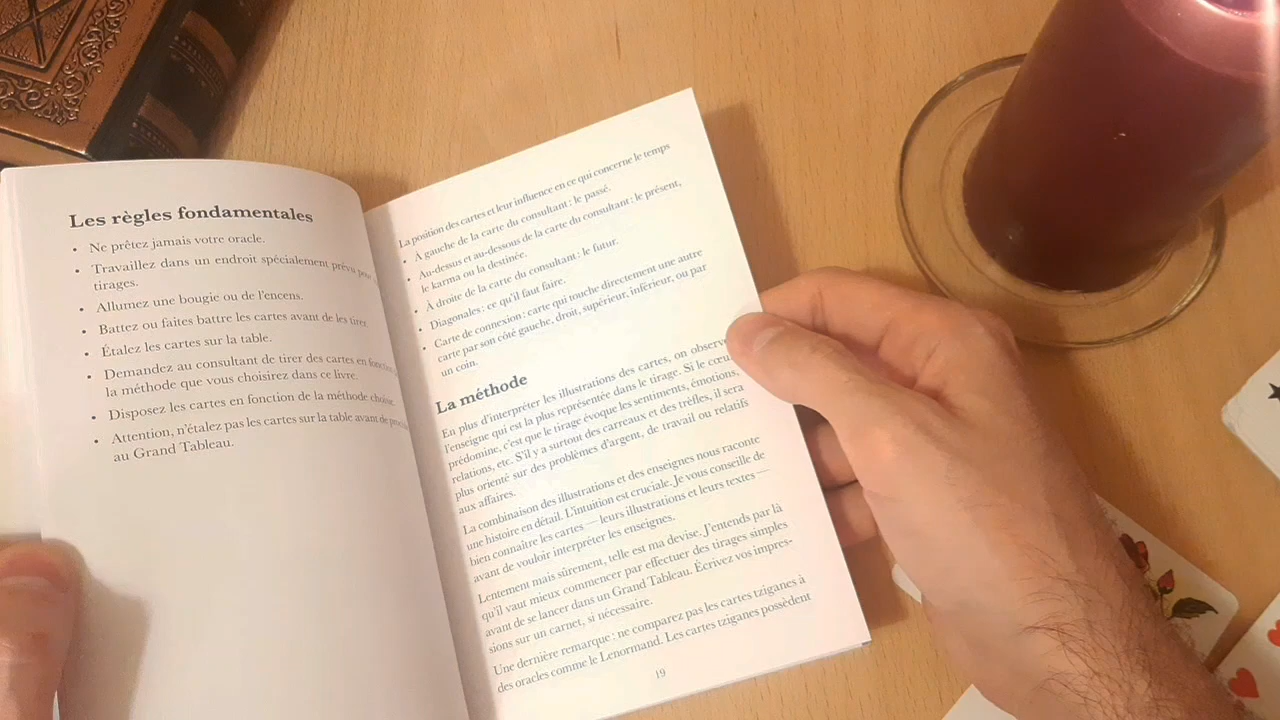 Les règles fondamentales
• Ne prêtez jamais votre oracle.
• Travaillez dans un endroit spécialement prévu
tirages.
• Allumez une bougie ou de l'encens.
• Battez ou faites battre les cartes avant de les tirer.
• Étalez les cartes sur la table.
• Demandez au consultant de tirer des cartes en
la méthode que vous choisirez dans ce livre.
• Disposez les cartes en fonction de la méthode
• Attention, n'étalez pas les cartes sur la table avant de
au Grand Tableau.
La position des cartes et leur influence en ce qui concerne le temps
• À gauche de la carte du consultant : le passé.
• Au-dessus et au-dessous de la carte du consultant : le présent,
le karma ou la destinée.
• À droite de la carte du consultant : le futur.
• Diagonales : ce qu'il faut faire.
• Carte de connexion : carte qui touche directement une autre
carte par son côté gauche, droit, supérieur, inférieur, ou par
un coin.
La méthode
En plus d'interpréter les illustrations des cartes, on observe
l'enseigne qui est la plus représentée dans le tirage. Si le cœur
prédomine, c'est que le tirage évoque les sentiments, émotions,
relations, etc. S'il y a surtout des carreaux et des trèfles, il sera
plus orienté sur des problèmes d'argent, de travail ou relatifs
aux affaires.
La combinaison des illustrations et des enseignes nous raconte
une histoire en détail. L'intuition est cruciale. Je vous conseille de
bien connaître les cartes — leurs illustrations et leurs textes —
avant de vouloir interpréter les enseignes.
Lentement mais sûrement, telle est ma devise. J'entends par là
qu'il vaut mieux commencer par effectuer des tirages simples
avant de se lancer dans un Grand Tableau. Écrivez vos impres-
sions sur un carnet, si nécessaire.
Une dernière remarque : ne comparez pas les cartes tziganes à
des oracles comme le Lenormand. Les cartes tziganes possèdent
19